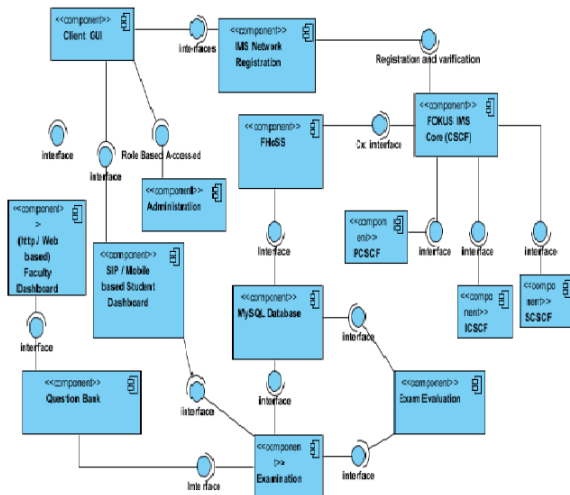 <<component>>
Client GUI
interfaces
<<component>>
IMS Network
Registration
Registration and varification
<<component>>
FHoSS
Cx interface
<<component>>
FOKUS IMS
Core (CSCF)
interface
interface
Role Based Accessed
<<component>>
Administration
<<component>
>
(http/ Web
based)
Faculty
Dashboard
<<component>>
SIP / Mobile
based Student
Dashboard
Interface
<<compon
ent>>
PCSCF
interface
interface
interface
<<compo
nent>>
ICSCF
<<compo
nent>>
SCSCF
interface
<<component>>
MySQL Database
interface
<<component>>
Question Bank
interface
interface
<<component>>
Exam Evaluation
Interface
<<componen
t>>
Examination
interface